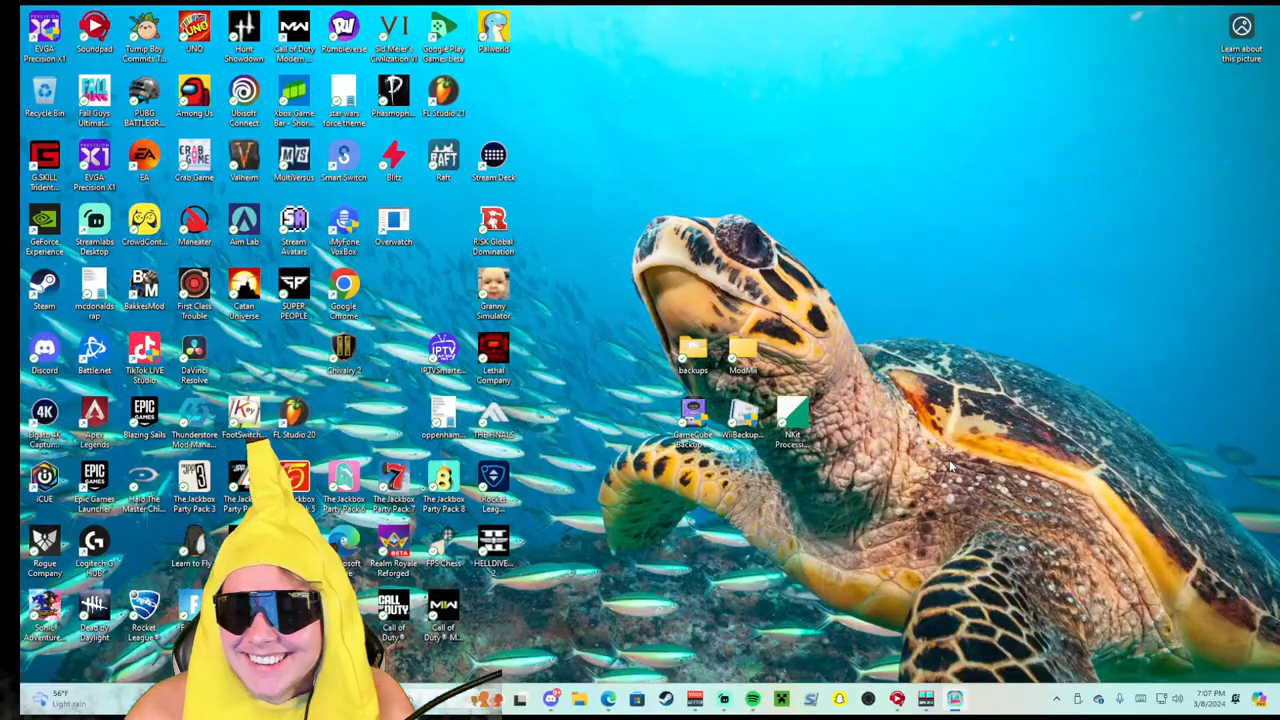 EVGA
Precision X1
Soundpad
Turnip Boy
Commits T...
UNO
Hunt
Showdown
Call of Duty
Modern ...
Rumbleverse
Sid Meier's
Civilization VI
Google Play
Games beta
Palworld
Learn about
this picture
Recycle Bin
Fall Guys
Ultimat...
PUBG
BATTLEGR...
Among Us
Ubisoft
Connect
Xbox Game
Bar - Shor...
star wars
force theme
Phasmoph...
FL Studio 21
G.SKILL
Trident...
EVGA
Precision X1
EA
Crab Game
Valheim
MultiVersus
Smart Switch
Blitz
Raft
Stream Deck
GeForce
Experience
Streamlabs
Desktop
CrowdCont...
Maneater
Aim Lab
Stream
Avatars
iMyFone
VoxBox
Overwatch
RISK Global
Domination
Steam
mcdonalds
rap
BakkesMod
First Class
Trouble
Catan
Universe
SUPER
PEOPLE
Google
Chrome
Granny
Simulator
Discord
Battle.net
TikTok LIVE
Studio
DaVinci
Resolve
Chivalry 2
IPTVSmarte...
Lethal
Company
backups
ModMii
Elgato 4K
Captur...
Apex
Legends
Blazing Sails
Thunderstore
Mod Mana...
FootSwitch...
FL Studio 20
oppenham...
THE FINALS
GameCube
Backup ...
WiiBackup...
NKit
Processi...
iCUE
Epic Games
Launcher
Halo The
Master Chi...
The Jackbox
Party Pack 3
The Jackbox
Party Pack 6
The Jackbox
Party Pack 7
The Jackbox
Party Pack 8
Rocket
Leag...
Rogue
Company
Logitech G
HUB
Learn to Fly
Realm Royale
Reforged
FPS Chess
HELLDIVE...
2
Sonic
Adventure...
Dead by
Daylight
Rocket
League®
Call of
Duty®
Call of
Duty® M...
56°F
Light rain
7:07 PM
3/8/2024